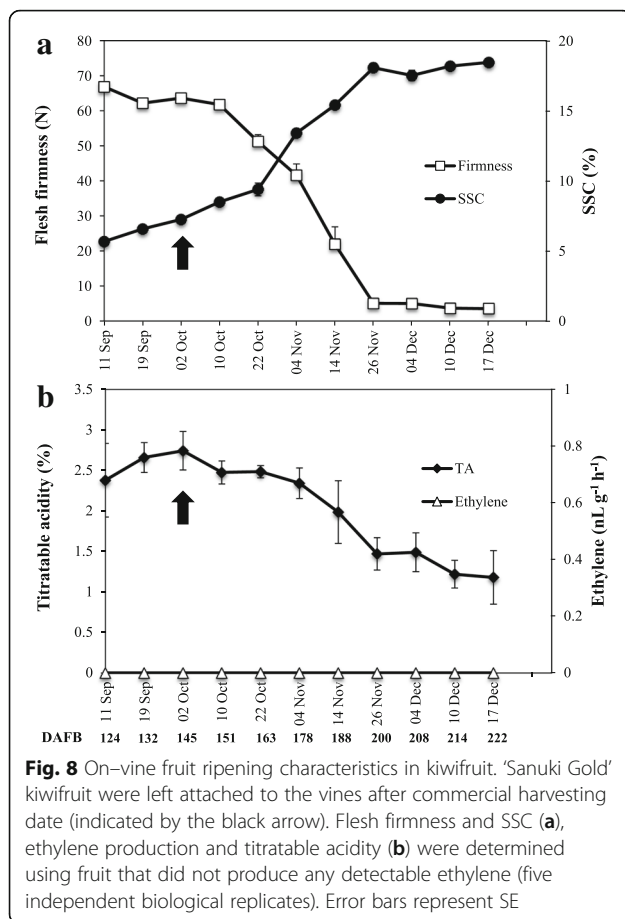 a
80
70
60
50
40
30
20
10
0
Flesh firmness (N)
20
15
10
5
0
SSC (%)
Firmness
SSC
11 Sep
19 Sep
02 Oct
10 Oct
22 Oct
04 Nov
14 Nov
26 Nov
04 Dec
10 Dec
17 Dec
b
3.5
3
2.5
2
1.5
1
0.5
0
Titratable acidity (%)
1
0.8
0.6
0.4
0.2
0
Ethylene (nL g-1 h-1)
TA
Ethylene
11 Sep
19 Sep
02 Oct
10 Oct
22 Oct
04 Nov
14 Nov
26 Nov
04 Dec
10 Dec
17 Dec
DAFB 124 132 145 151 163 178 188 200 208 214 222
Fig. 8 On–vine fruit ripening characteristics in kiwifruit. ‘Sanuki Gold’
kiwifruit were left attached to the vines after commercial harvesting
date (indicated by the black arrow). Flesh firmness and SSC (a),
ethylene production and titratable acidity (b) were determined
using fruit that did not produce any detectable ethylene (five
independent biological replicates). Error bars represent SE